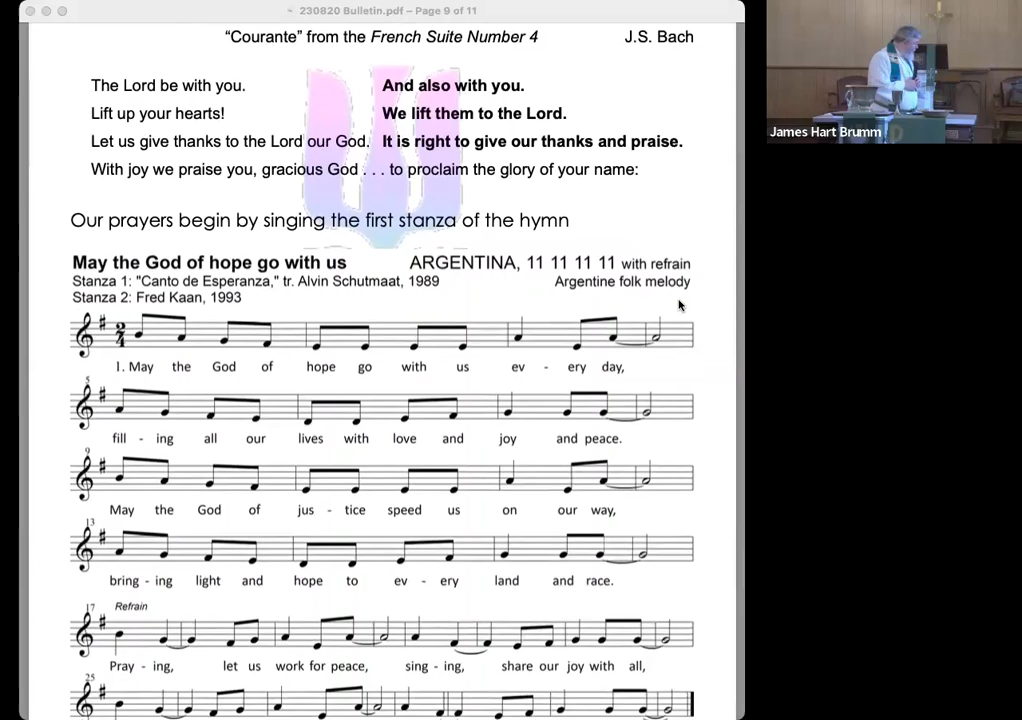 230820 Bulletin.pdf – Page 9 of 11
“Courante” from the French Suite Number 4 J.S. Bach
The Lord be with you. And also with you.
Lift up your hearts! We lift them to the Lord.
Let us give thanks to the Lord our God. It is right to give our thanks and praise.
With joy we praise you, gracious God . . . to proclaim the glory of your name:
Our prayers begin by singing the first stanza of the hymn
May the God of hope go with us ARGENTINA, 11 11 11 11 with refrain
Stanza 1: "Canto de Esperanza," tr. Alvin Schutmaat, 1989 Argentine folk melody
Stanza 2: Fred Kaan, 1993
2
4
1. May the God of hope go with us ev - ery day,
5
fill - ing all our lives with love and joy and peace.
9
May the God of jus - tice speed us on our way,
13
bring - ing light and hope to ev - ery land and race.
17 Refrain
Pray - ing, let us work for peace, sing - ing, share our joy with all,
25
James Hart Brumm